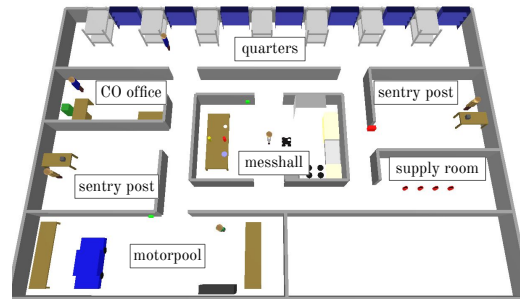 quarters
CO office
sentry post
messhall
supply room
sentry post
motorpool